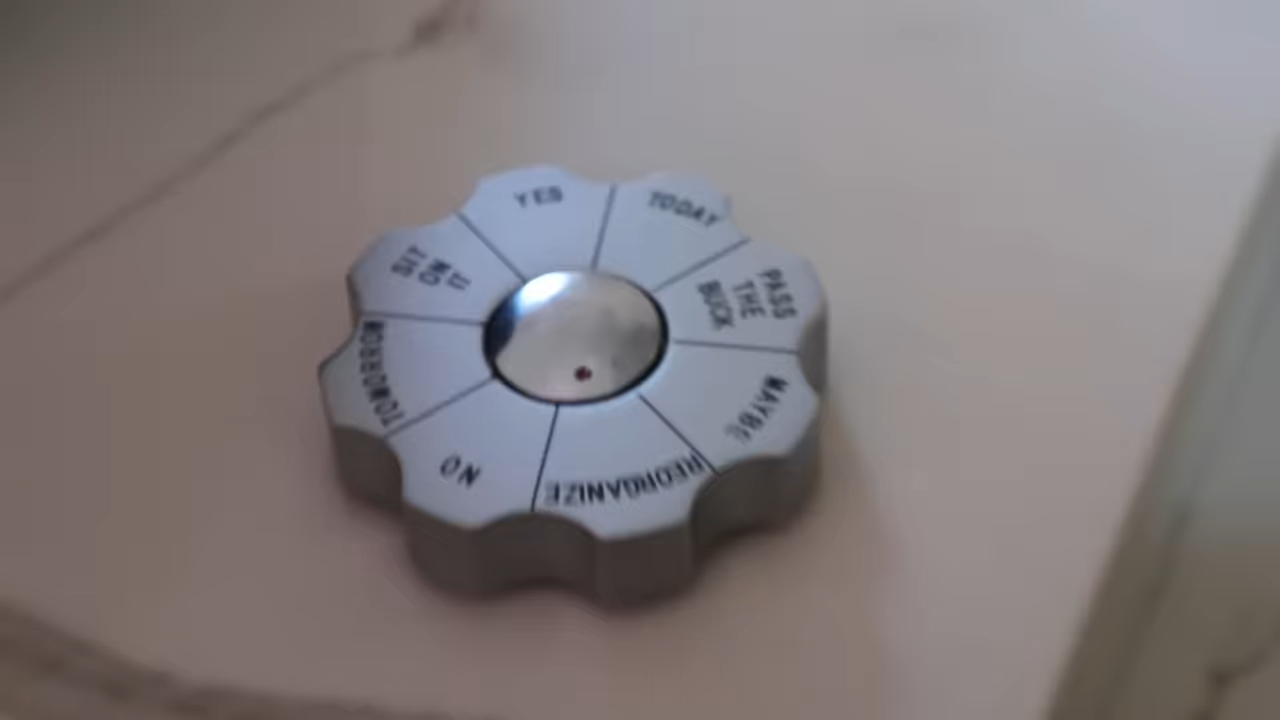 YES
TODAY
PASS
THE
BUCK
MAYBE
REORGANIZE
NO
TOMORROW
SIT
ON
IT